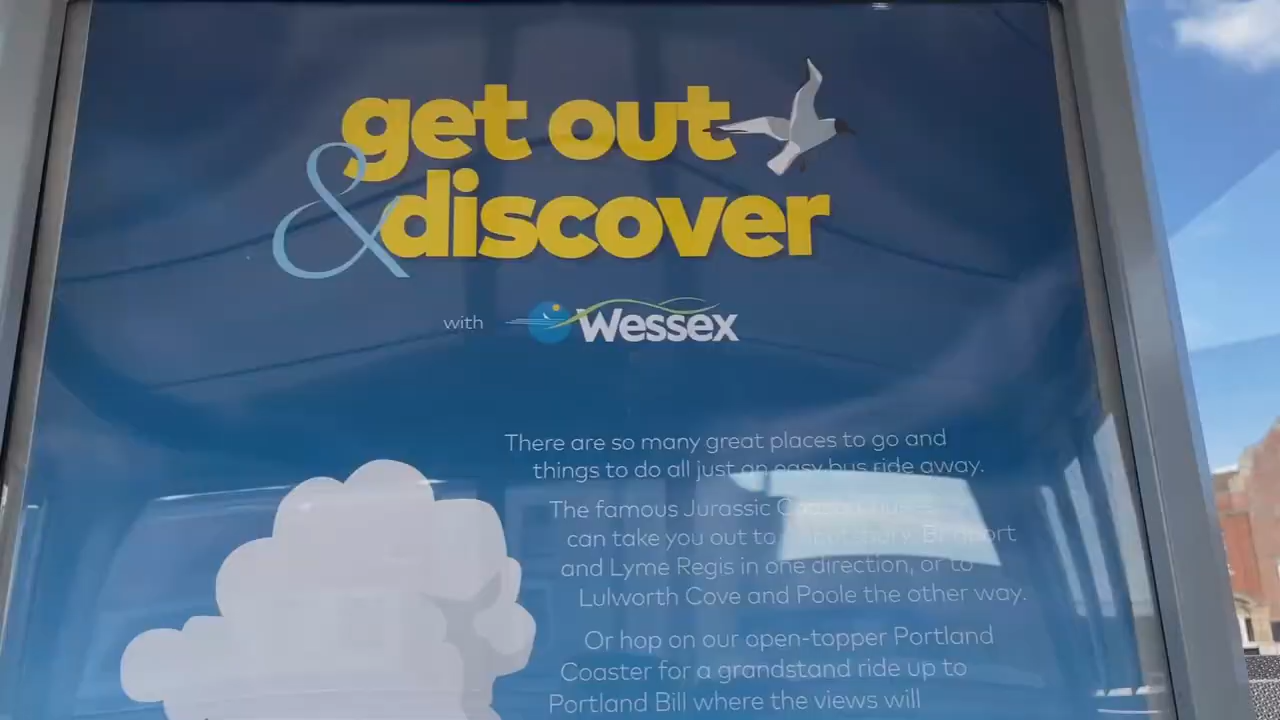 get out
& discover
with Wessex
There are so many great places to go and
things to do all just an easy bus ride away.
The famous Jurassic
can take you out to Bridport
and Lyme Regis in one direction, or to
Lulworth Cove and Poole the other way.
Or hop on our open-topper Portland
Coaster for a grandstand ride up to
Portland Bill where the views will